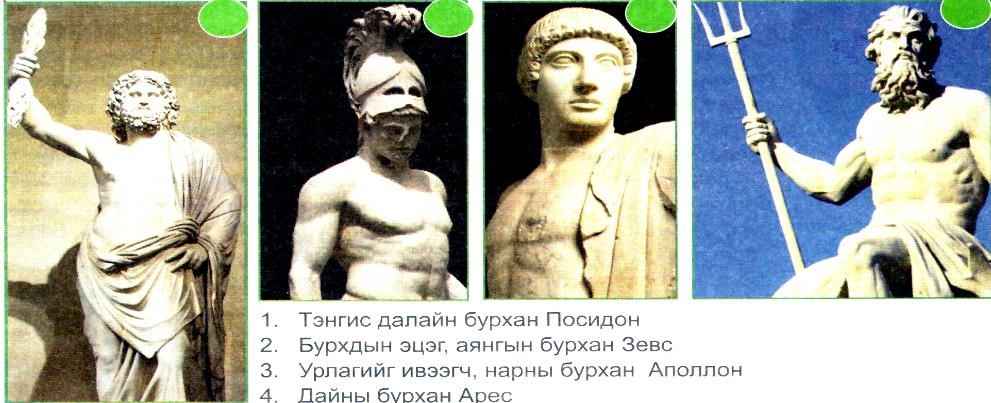 1. Тэнгис далайн бурхан Посидон
2. Бурхдын эцэг, аянгын бурхан Зевс
3. Урлагийг ивээгч, нарны бурхан Аполлон
4. Дайны бурхан Арес